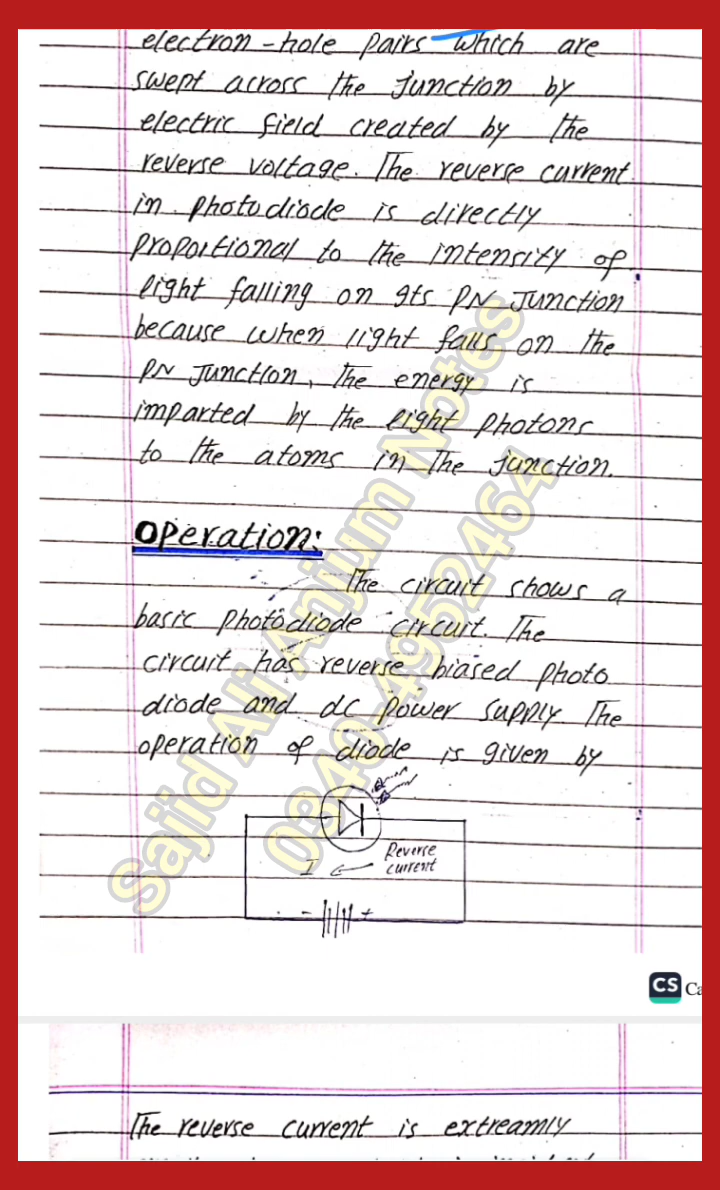 electron-hole pairs which are
swept across the junction by
electric field created by the
reverse voltage. The reverse current
in photodiode is directly
proportional to the intensity of
light falling on its PN Junction
because when light falls on the
PN Junction, the energy is
imparted by the light photons
to the atoms in the junction.
Operation:
The circuit shows a
basic photodiode circuit. The
circuit has reverse biased photo
diode and dc power supply The
operation of diode is given by
Reverse
I current
- +
Sajid Ali Anjum Notes
0340-4952464
CS Ca
The reverse current is extreamly